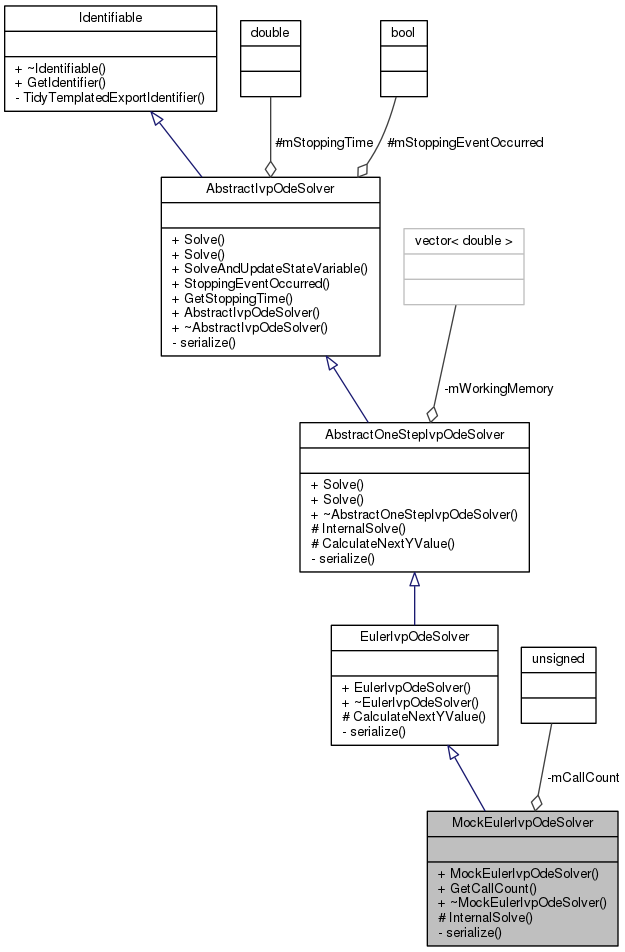 Identifiable
+ ~Identifiable()
+ GetIdentifier()
- TidyTemplatedExportIdentifier()
double
bool
#mStoppingTime
#mStoppingEventOccurred
AbstractIvpOdeSolver
+ Solve()
+ Solve()
+ SolveAndUpdateStateVariable()
+ StoppingEventOccurred()
+ GetStoppingTime()
+ AbstractIvpOdeSolver()
+ ~AbstractIvpOdeSolver()
- serialize()
vector< double >
-mWorkingMemory
AbstractOneStepIvpOdeSolver
+ Solve()
+ Solve()
+ ~AbstractOneStepIvpOdeSolver()
# InternalSolve()
# CalculateNextYValue()
- serialize()
EulerIvpOdeSolver
+ EulerIvpOdeSolver()
+ ~EulerIvpOdeSolver()
# CalculateNextYValue()
- serialize()
unsigned
-mCallCount
MockEulerIvpOdeSolver
+ MockEulerIvpOdeSolver()
+ GetCallCount()
+ ~MockEulerIvpOdeSolver()
# InternalSolve()
- serialize()